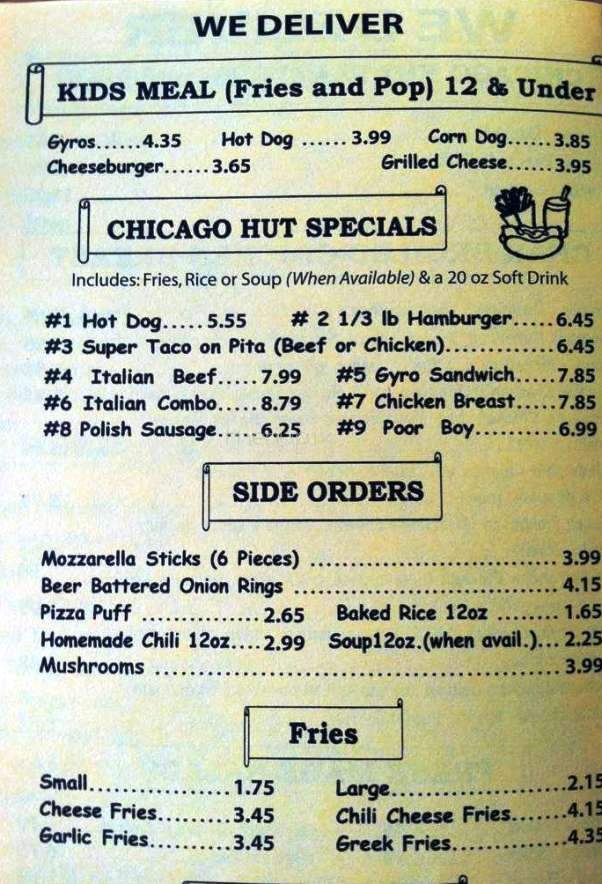 WE DELIVER
KIDS MEAL (Fries and Pop) 12 & Under
Gyros......4.35 Hot Dog ...... 3.99 Corn Dog......3.85
Cheeseburger......3.65 Grilled Cheese.....3.95
CHICAGO HUT SPECIALS
Includes: Fries, Rice or Soup (When Available) & a 20 oz Soft Drink
#1 Hot Dog..... 5.55 # 2 1/3 lb Hamburger.....6.45
#3 Super Taco on Pita (Beef or Chicken).............6.45
#4 Italian Beef.....7.99 #5 Gyro Sandwich.....7.85
#6 Italian Combo.....8.79 #7 Chicken Breast.....7.85
#8 Polish Sausage.... 6.25 #9 Poor Boy..........6.99
SIDE ORDERS
Mozzarella Sticks (6 Pieces) .............................. 3.99
Beer Battered Onion Rings ................................ 4.15
Pizza Puff ............... 2.65 Baked Rice 12oz ........ 1.65
Homemade Chili 12oz.... 2.99 Soup12oz.(when avail.)... 2.25
Mushrooms ................................................. 3.99
Fries
Small................. 1.75 Large.....................2.15
Cheese Fries......... 3.45 Chili Cheese Fries.......4.15
Garlic Fries.......... 3.45 Greek Fries..............4.35